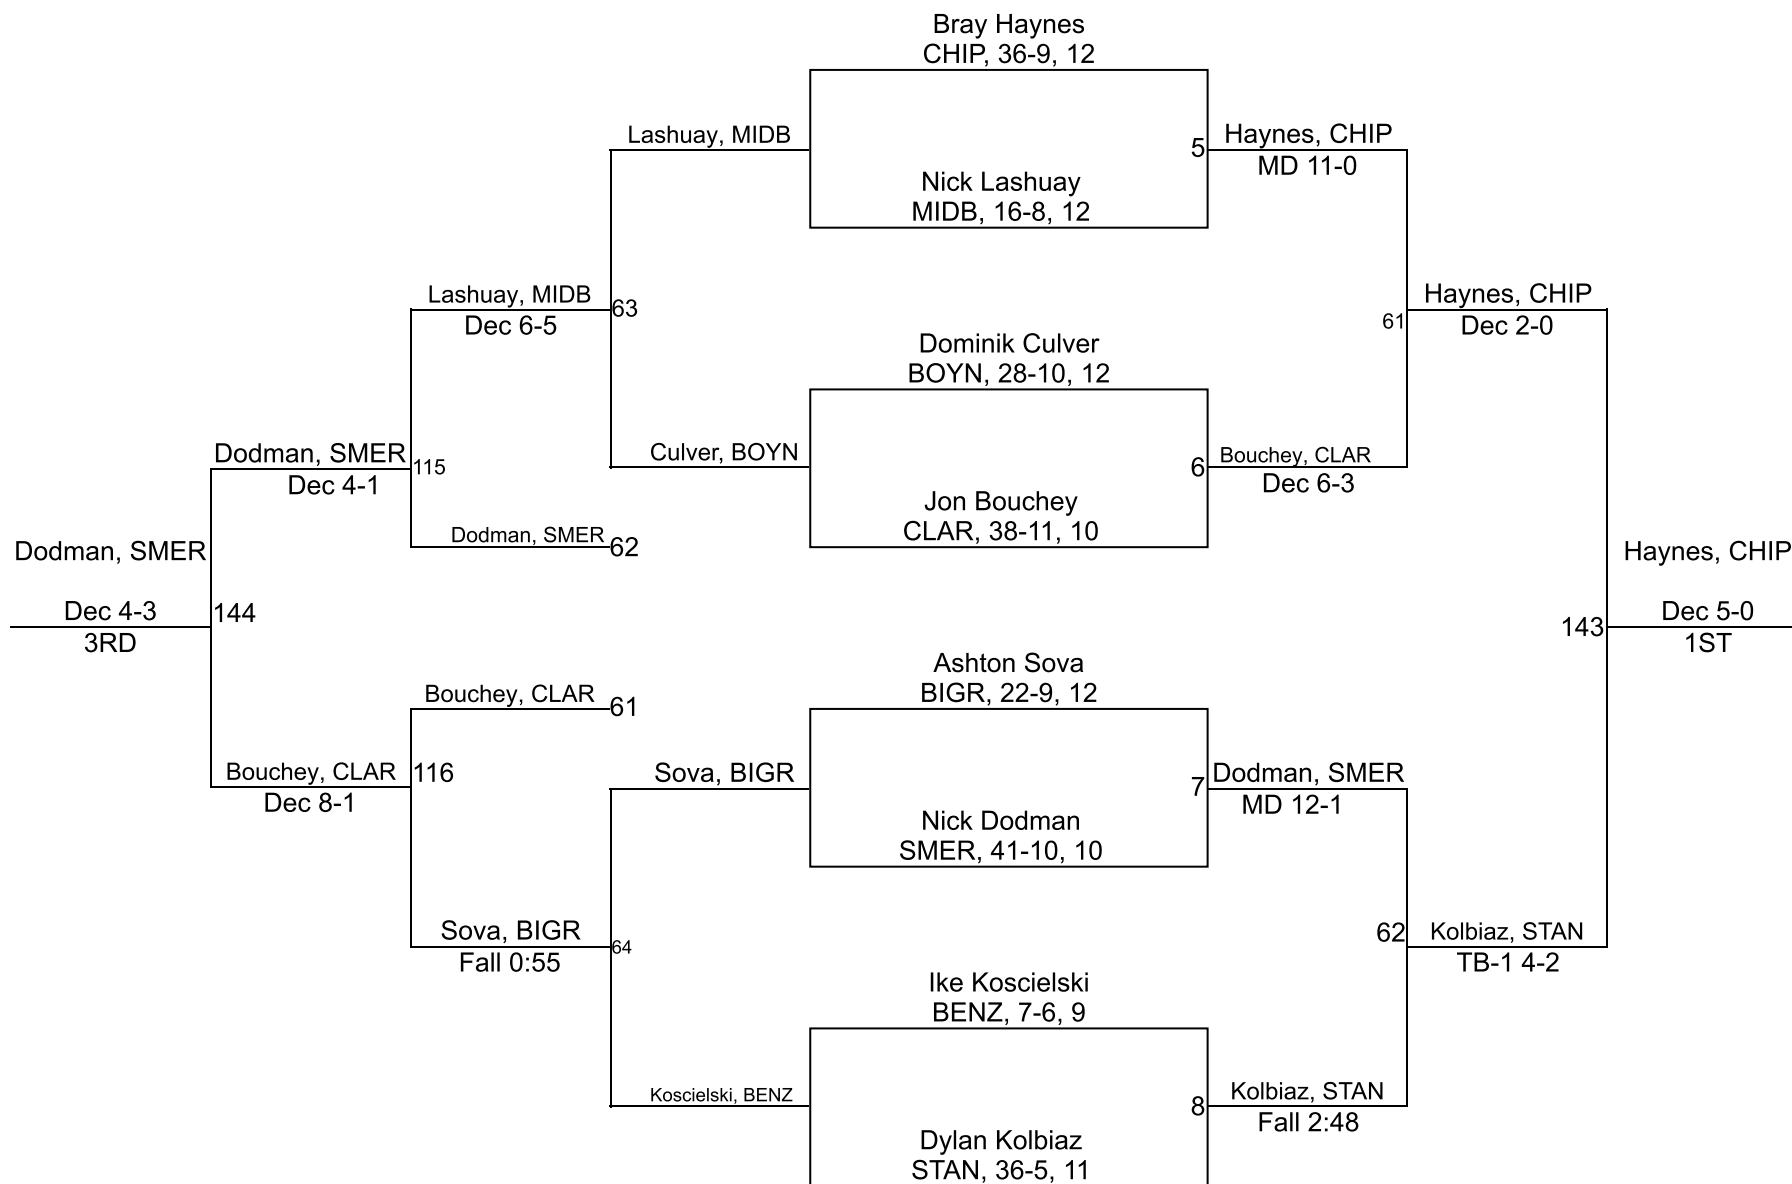 Bray Haynes
CHIP, 36-9, 12
Lashuay, MIDB
5
Haynes, CHIP
MD 11-0
Nick Lashuay
MIDB, 16-8, 12
Lashuay, MIDB
Dec 6-5
63
61
Haynes, CHIP
Dec 2-0
Dominik Culver
BOYN, 28-10, 12
Dodman, SMER
Dec 4-1
115
Culver, BOYN
6
Bouchey, CLAR
Dec 6-3
Jon Bouchey
CLAR, 38-11, 10
Dodman, SMER
62
Dodman, SMER
Dec 4-3
3RD
144
Haynes, CHIP
143
Dec 5-0
1ST
Ashton Sova
BIGR, 22-9, 12
Bouchey, CLAR
61
Bouchey, CLAR
Dec 8-1
116
Sova, BIGR
7
Dodman, SMER
MD 12-1
Nick Dodman
SMER, 41-10, 10
Sova, BIGR
Fall 0:55
64
62
Kolbiaz, STAN
TB-1 4-2
Ike Koscielski
BENZ, 7-6, 9
Koscielski, BENZ
8
Kolbiaz, STAN
Fall 2:48
Dylan Kolbiaz
STAN, 36-5, 11